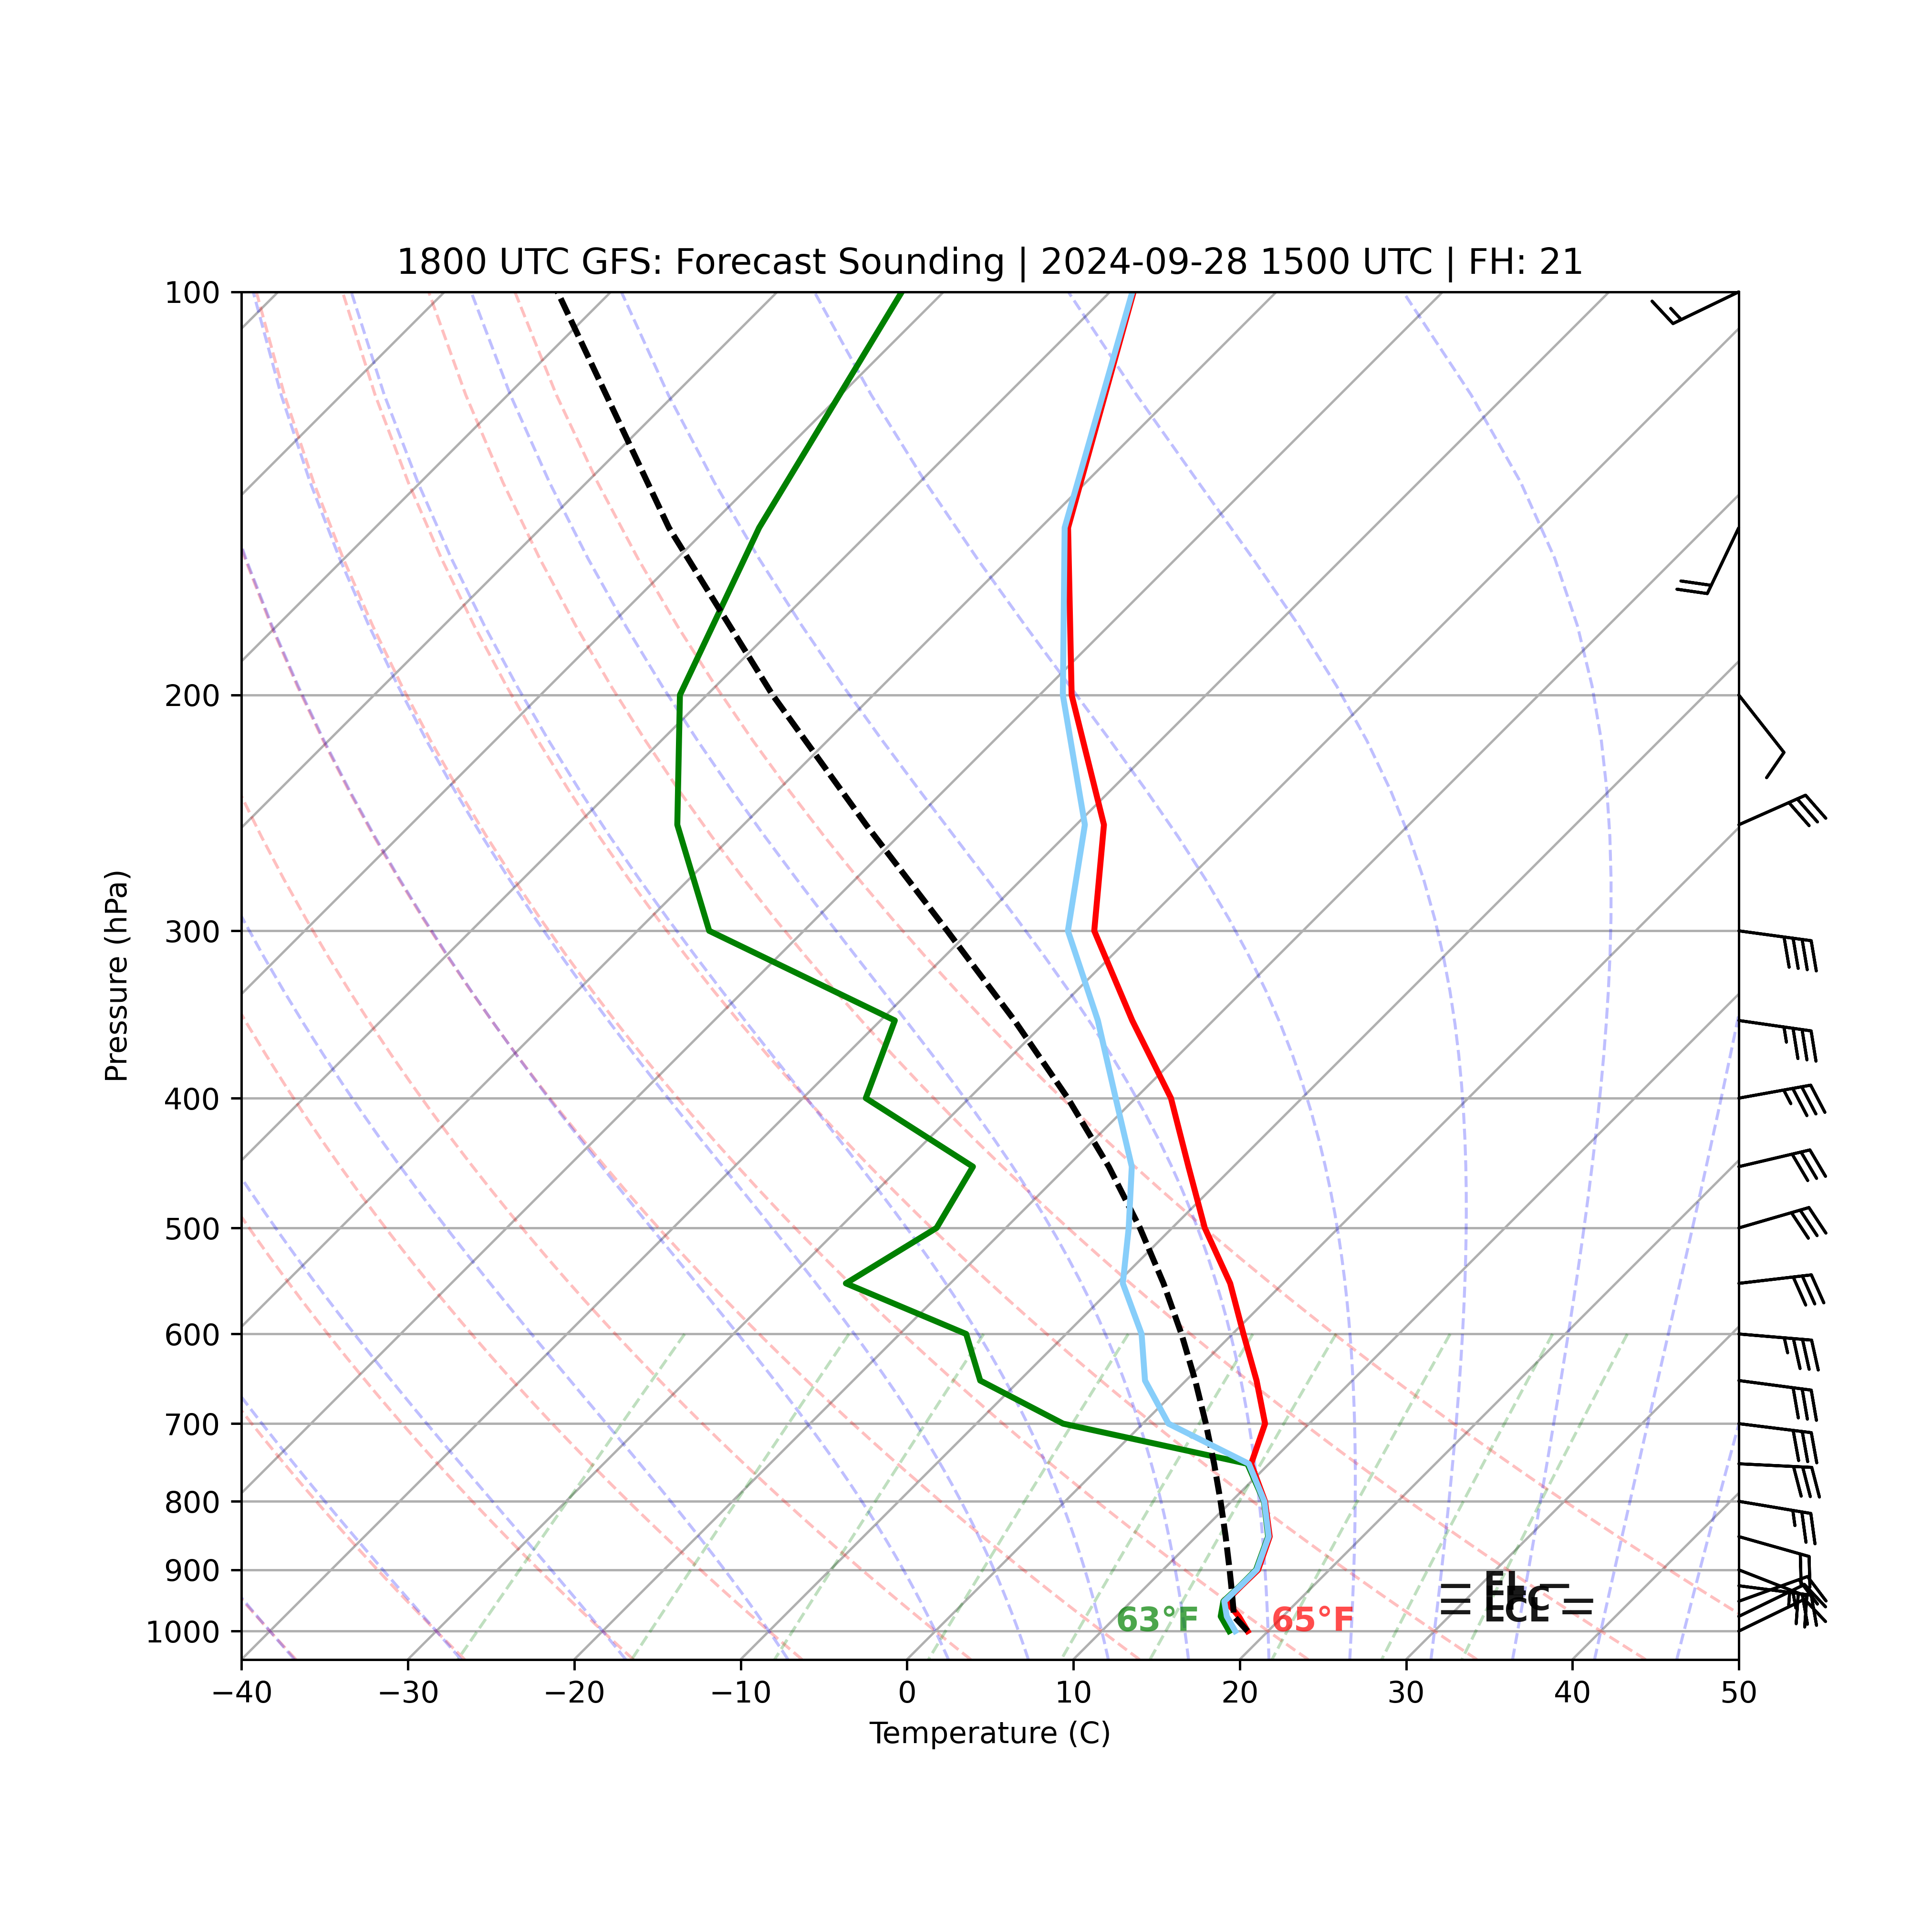 1800 UTC GFS: Forecast Sounding | 2024-09-28 1500 UTC | FH: 21
100
200
300
400
500
600
700
800
900
1000
Pressure (hPa)
63°F
65°F
EL
LCL
−40 −30 −20 −10 0 10 20 30 40 50
Temperature (C)